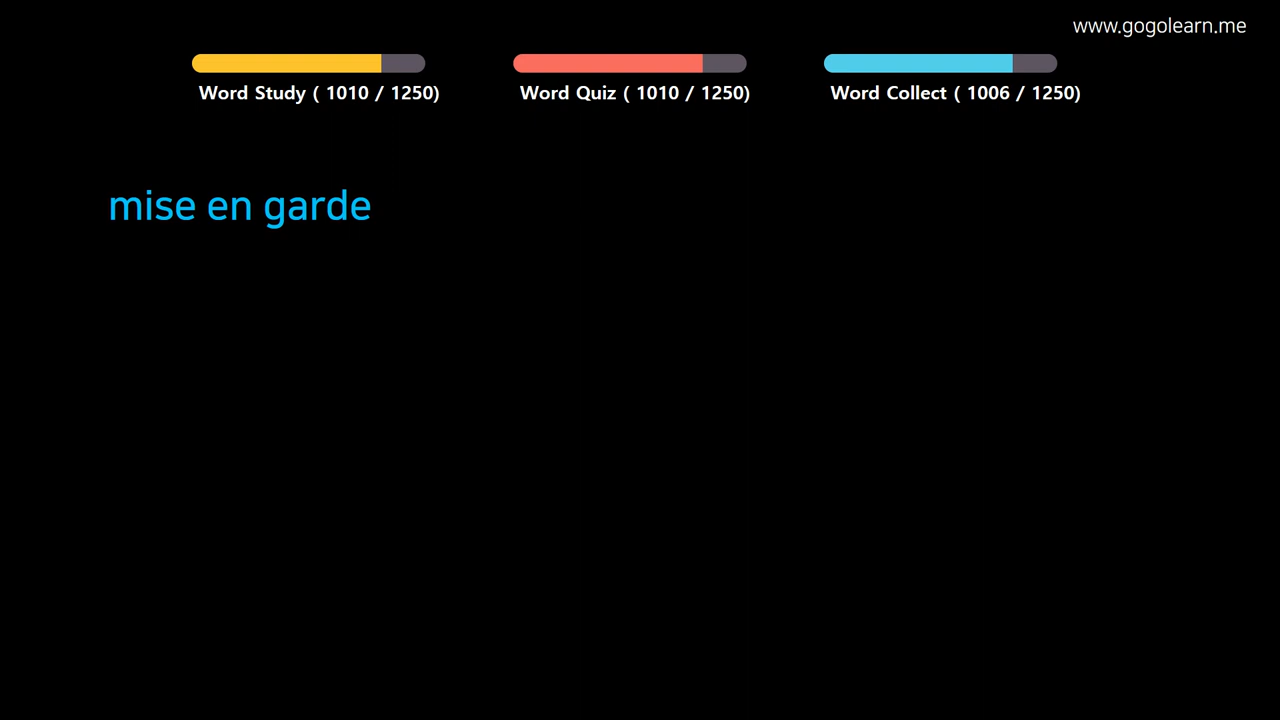 www.gogolearn.me
Word Study ( 1010 / 1250)
Word Quiz ( 1010 / 1250)
Word Collect ( 1006 / 1250)
mise en garde